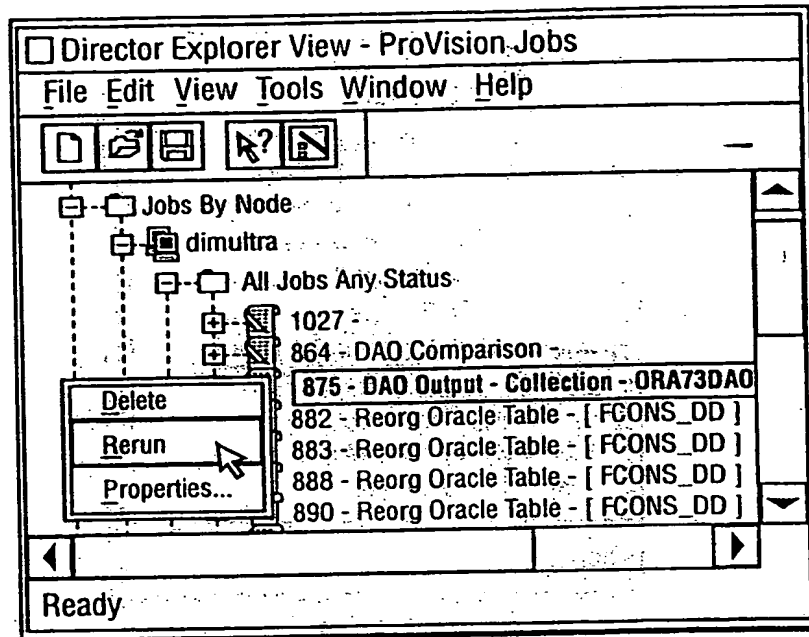 Director Explorer View - ProVision Jobs
File Edit View Tools Window Help
Jobs By Node
dimultra
All Jobs Any Status
1027 -
864 - DAO Comparison -
875 - DAO Output - Collection - ORA73DAO
882 - Reorg Oracle Table - [ FCONS_DD ]
883 - Reorg Oracle Table - [ FCONS_DD ]
888 - Reorg Oracle Table - [ FCONS_DD ]
890 - Reorg Oracle Table - [ FCONS_DD ]
Delete
Rerun
Properties...
Ready